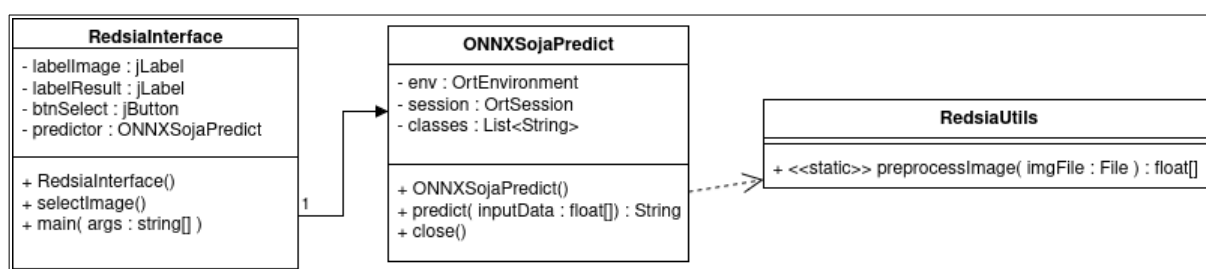 RedsiaInterface
- labelImage : jLabel
- labelResult : jLabel
- btnSelect : jButton
- predictor : ONNXSojaPredict
+ RedsiaInterface()
+ selectImage()
+ main( args : string[] )
1
ONNXSojaPredict
- env : OrtEnvironment
- session : OrtSession
- classes : List<String>
+ ONNXSojaPredict()
+ predict( inputData : float[]) : String
+ close()
RedsiaUtils
+ <<static>> preprocessImage( imgFile : File ) : float[]